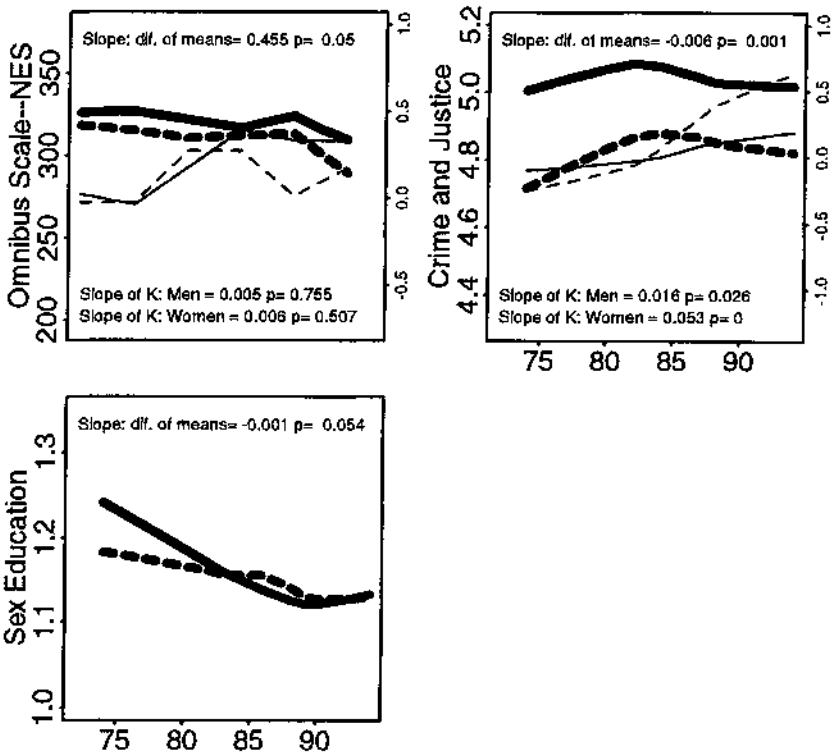 Omnibus Scale--NES
200 250 300 350
Slope: dif. of means= 0.455 p= 0.05
Slope of K: Men = 0.005 p= 0.755
Slope of K: Women = 0.006 p= 0.507
-0.5 0.0 0.5 1.0
Crime and Justice
4.4 4.6 4.8 5.0 5.2
Slope: dif. of means= -0.006 p= 0.001
Slope of K: Men = 0.016 p= 0.026
Slope of K: Women = 0.053 p= 0
-1.0 -0.5 0.0 0.5 1.0
75 80 85 90
Sex Education
1.0 1.1 1.2 1.3
Slope: dif. of means= -0.001 p= 0.054
75 80 85 90